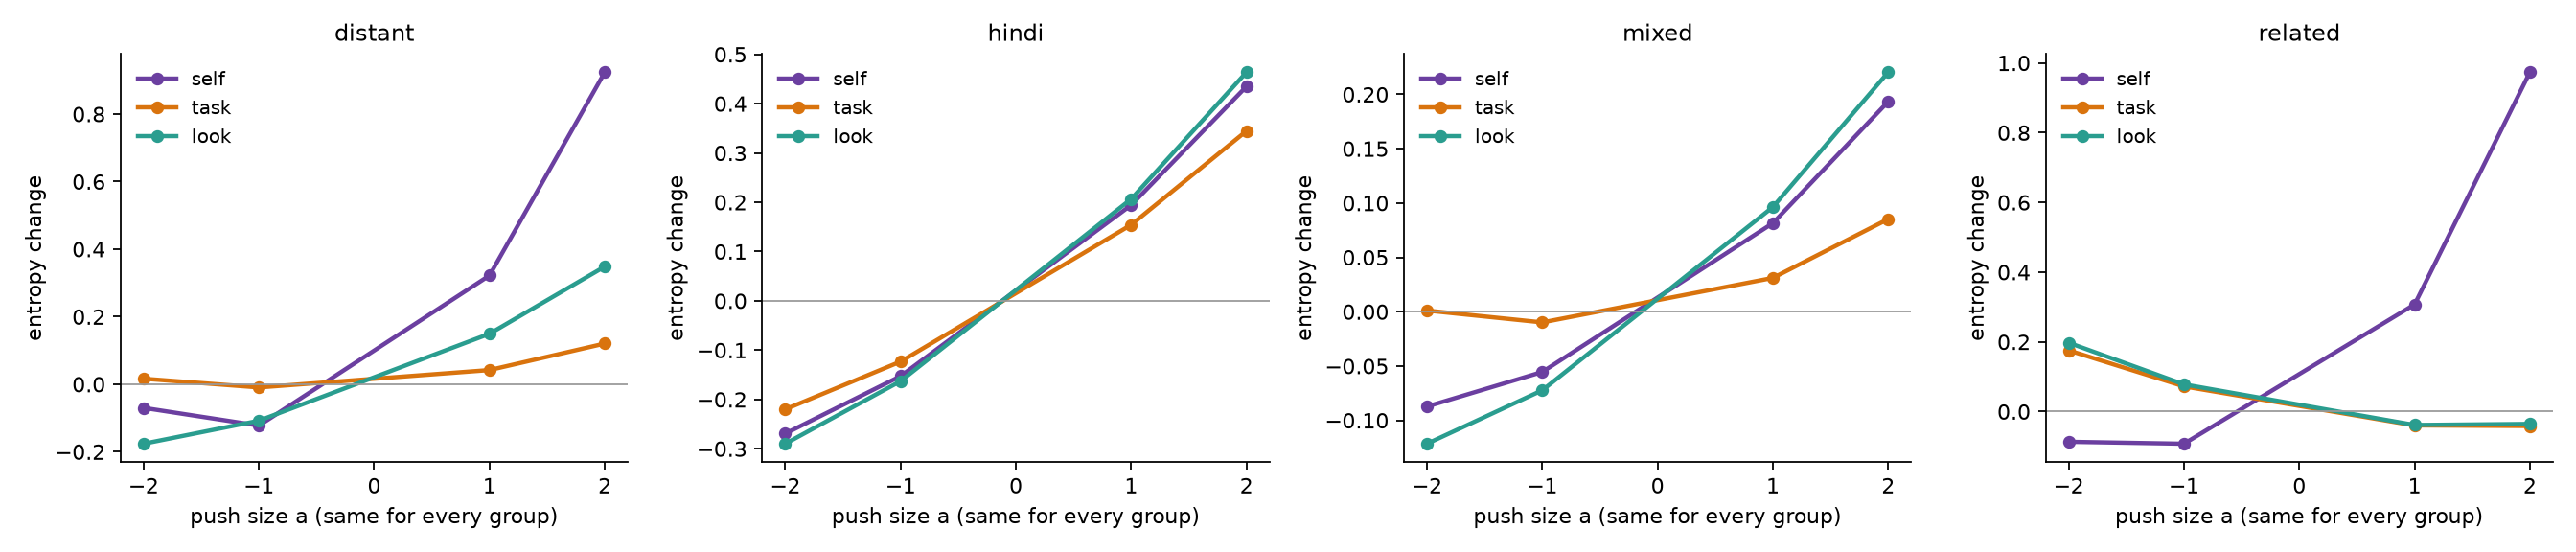 distant
self
task
look
0.8
0.6
0.4
0.2
0.0
−0.2
entropy change
−2 −1 0 1 2
push size a (same for every group)
hindi
self
task
look
0.5
0.4
0.3
0.2
0.1
0.0
−0.1
−0.2
−0.3
entropy change
−2 −1 0 1 2
push size a (same for every group)
mixed
self
task
look
0.20
0.15
0.10
0.05
0.00
−0.05
−0.10
entropy change
−2 −1 0 1 2
push size a (same for every group)
related
self
task
look
1.0
0.8
0.6
0.4
0.2
0.0
entropy change
−2 −1 0 1 2
push size a (same for every group)